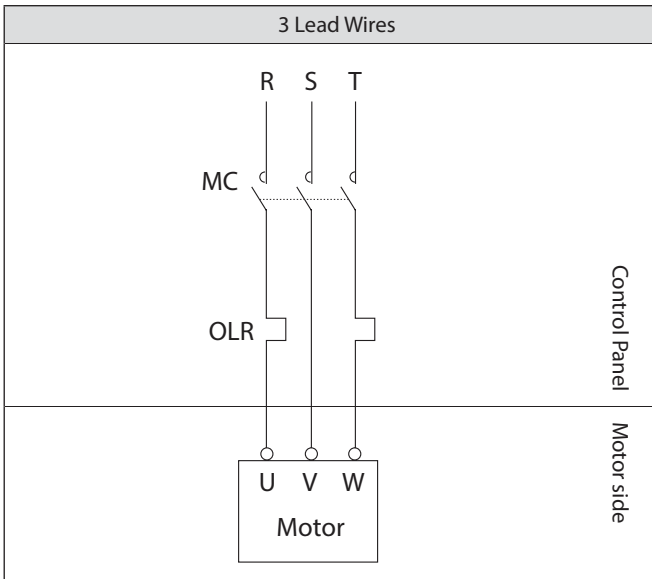 3 Lead Wires
R S T
MC
OLR
Control Panel
Motor side
U V W
Motor